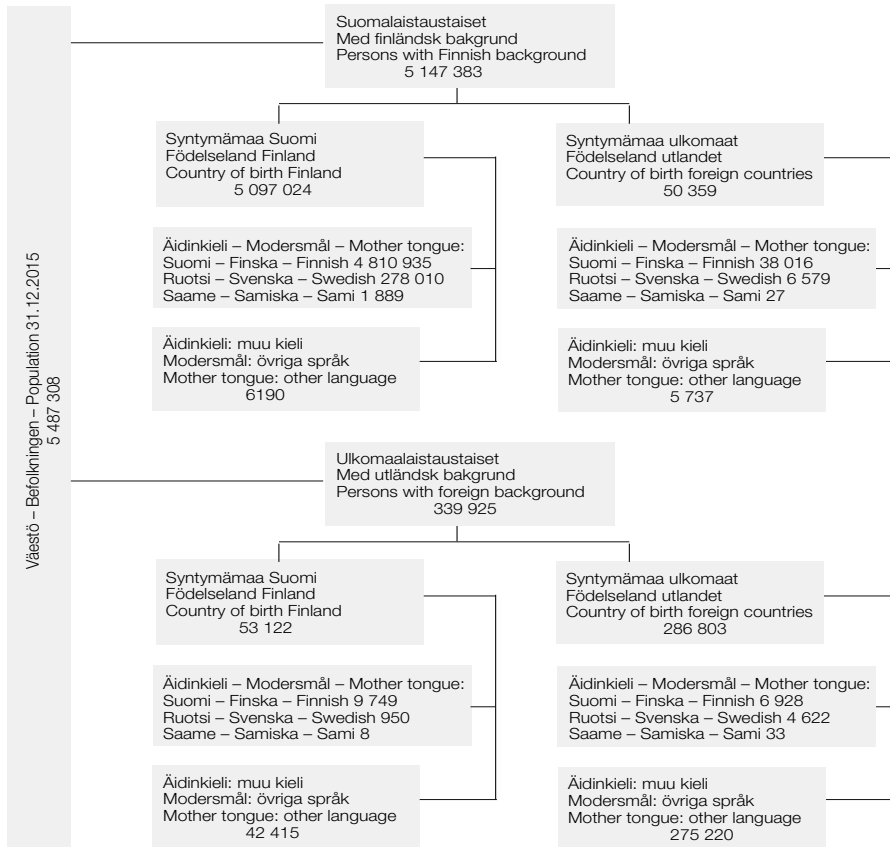 Väestö – Befolkningen – Population 31.12.2015
5 487 308
Suomalaistaustaiset
Med finländsk bakgrund
Persons with Finnish background
5 147 383
Syntymämaa Suomi
Födelseland Finland
Country of birth Finland
5 097 024
Syntymämaa ulkomaat
Födelseland utlandet
Country of birth foreign countries
50 359
Äidinkieli – Modersmål – Mother tongue:
Suomi – Finska – Finnish 4 810 935
Ruotsi – Svenska – Swedish 278 010
Saame – Samiska – Sami 1 889
Äidinkieli – Modersmål – Mother tongue:
Suomi – Finska – Finnish 38 016
Ruotsi – Svenska – Swedish 6 579
Saame – Samiska – Sami 27
Äidinkieli: muu kieli
Modersmål: övriga språk
Mother tongue: other language
6190
Äidinkieli: muu kieli
Modersmål: övriga språk
Mother tongue: other language
5 737
Ulkomaalaistaustaiset
Med utländsk bakgrund
Persons with foreign background
339 925
Syntymämaa Suomi
Födelseland Finland
Country of birth Finland
53 122
Syntymämaa ulkomaat
Födelseland utlandet
Country of birth foreign countries
286 803
Äidinkieli – Modersmål – Mother tongue:
Suomi – Finska – Finnish 9 749
Ruotsi – Svenska – Swedish 950
Saame – Samiska – Sami 8
Äidinkieli – Modersmål – Mother tongue:
Suomi – Finska – Finnish 6 928
Ruotsi – Svenska – Swedish 4 622
Saame – Samiska – Sami 33
Äidinkieli: muu kieli
Modersmål: övriga språk
Mother tongue: other language
42 415
Äidinkieli: muu kieli
Modersmål: övriga språk
Mother tongue: other language
275 220